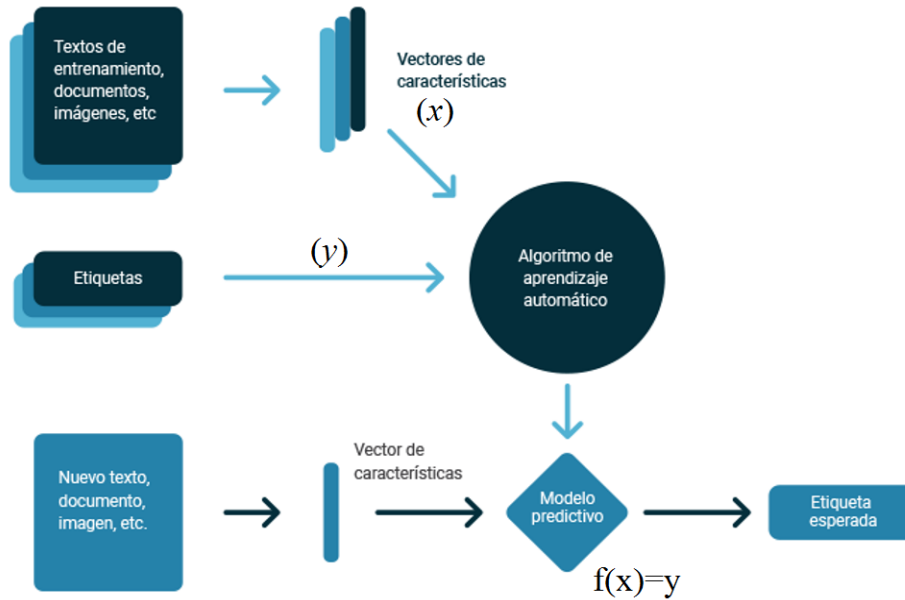 Textos de
entrenamiento,
documentos,
imágenes, etc
Vectores de
características
(x)
Etiquetas
(y)
Algoritmo de
aprendizaje
automático
Nuevo texto,
documento,
imagen, etc.
Vector de
características
Modelo
predictivo
Etiqueta
esperada
f(x)=y